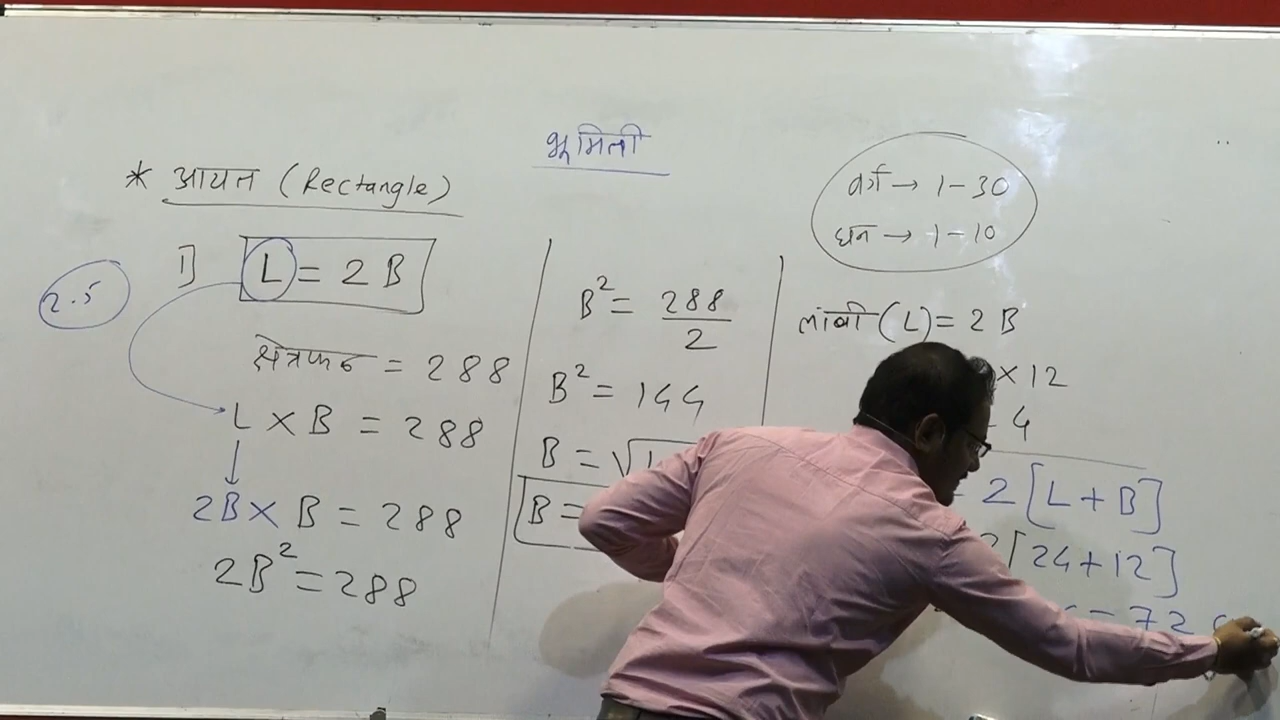 भूमिती
* आयत (Rectangle)
1] L = 2B
2.5
क्षेत्रफळ = 288
L × B = 288
2B × B = 288
2B² = 288
B² = 288/2
B² = 144
B = √
B =
वर्ग → 1-30
घन → 1-10
लांबी (L) = 2B
× 12
4
2[L+B]
2[24+12]
= 72